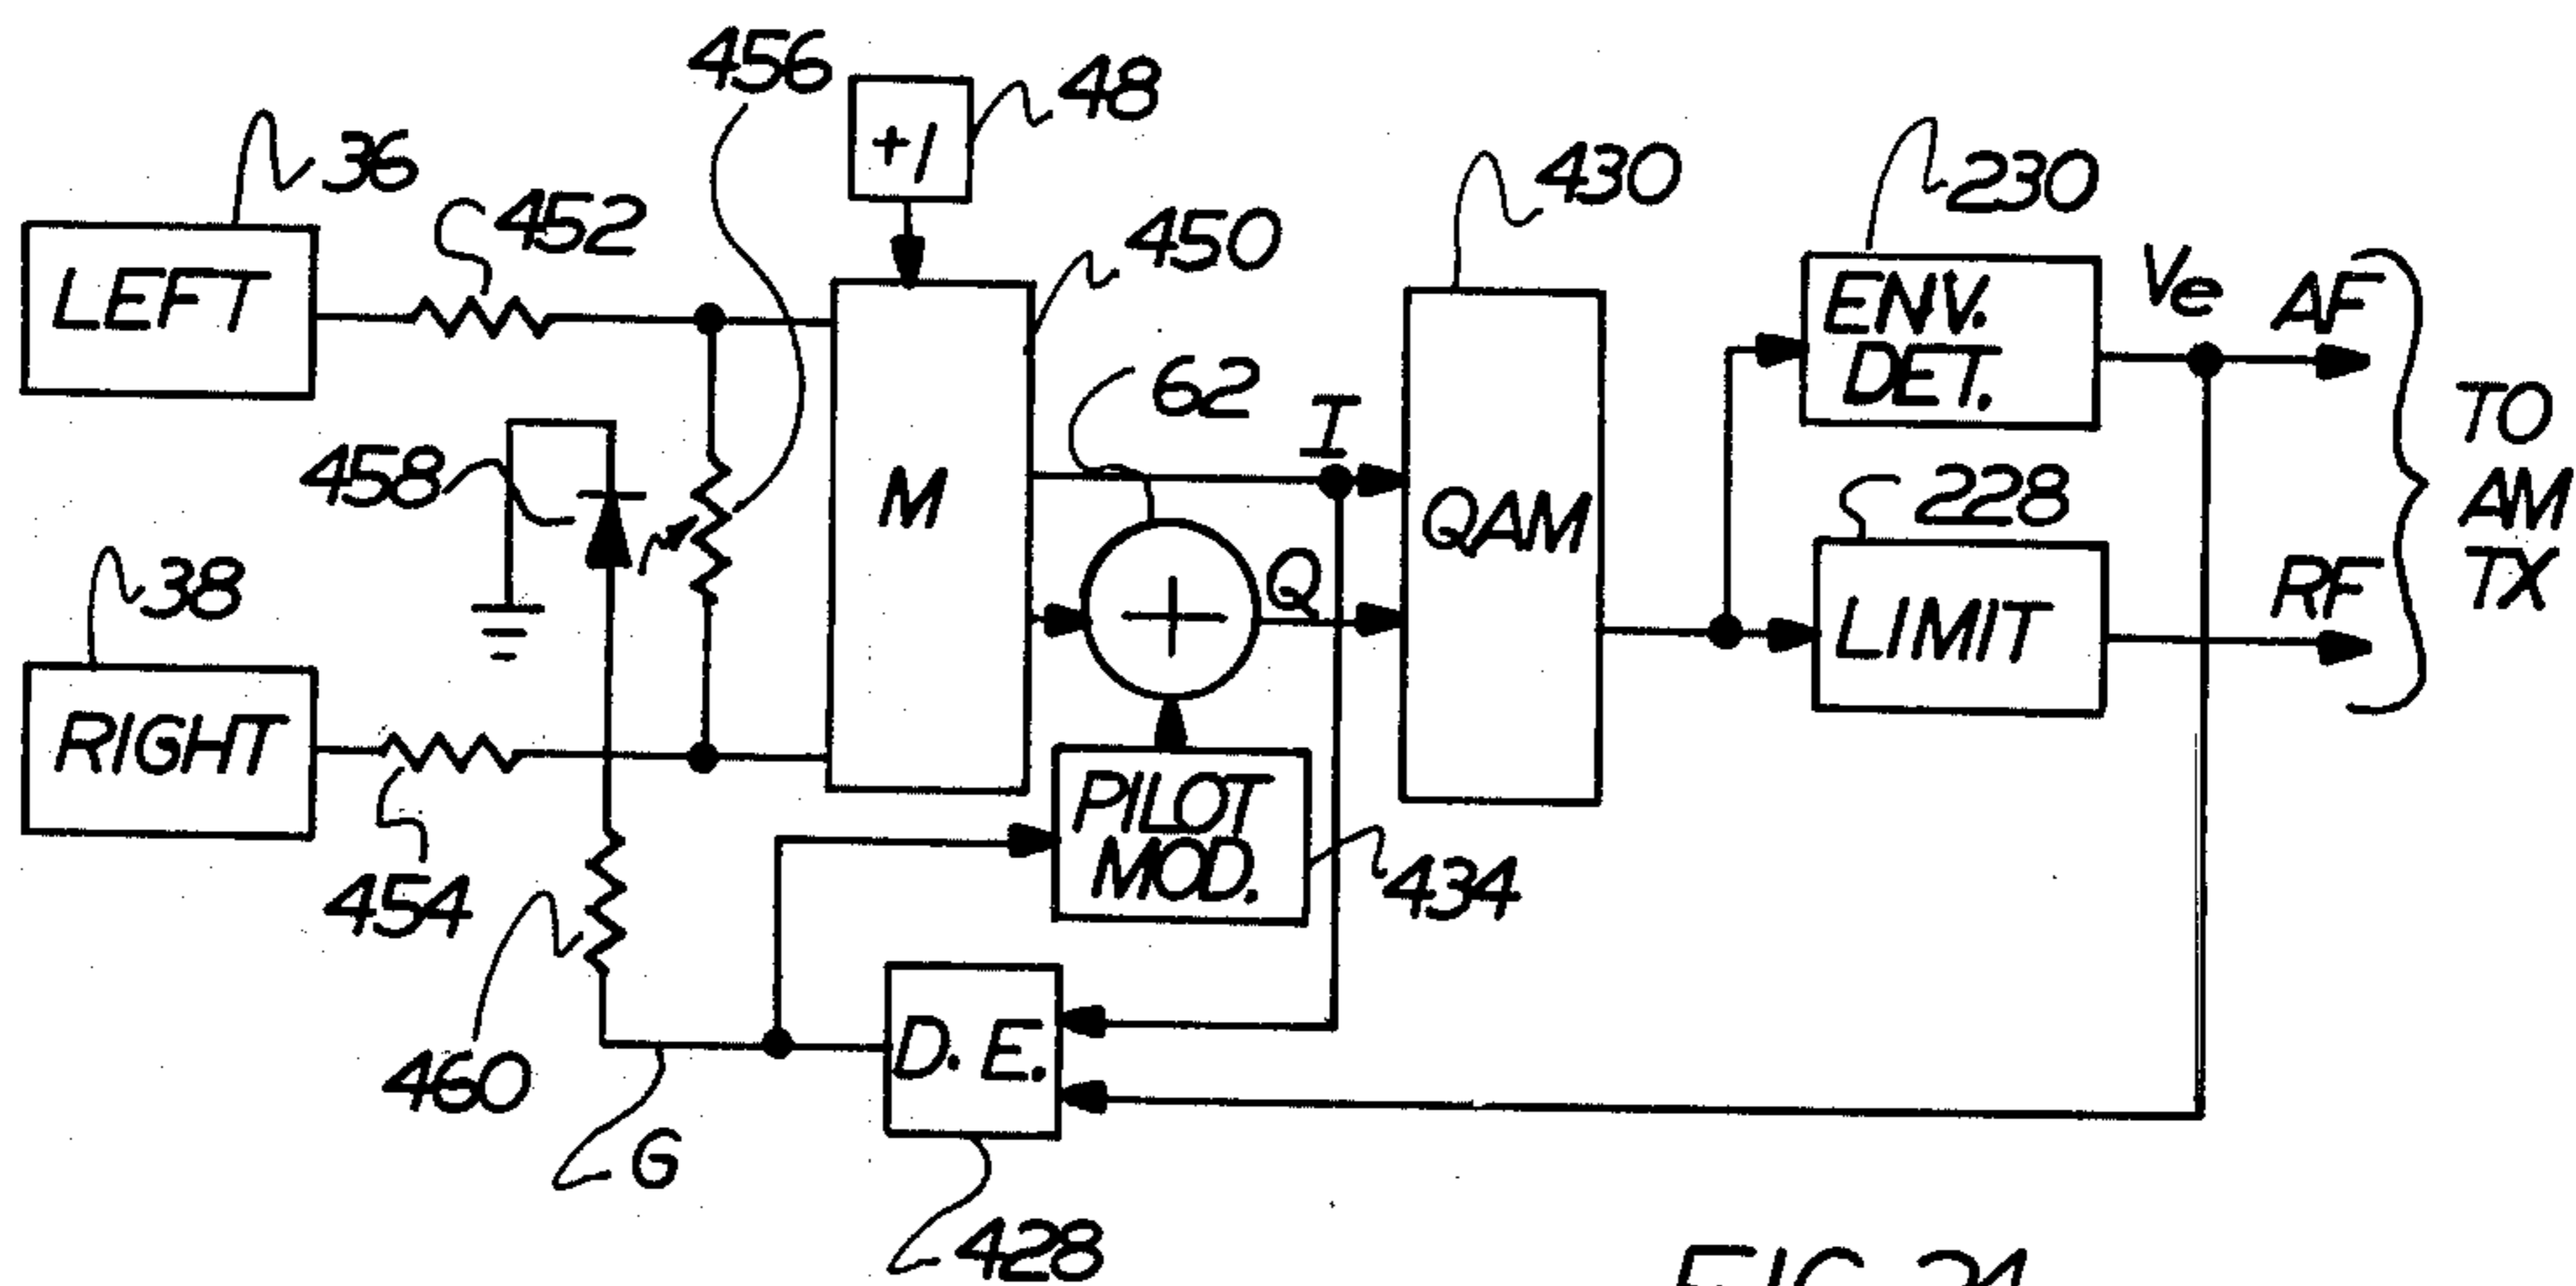 456
48
+1
36
452
LEFT
450
430
230
ENV.
DET.
Ve
AF
TO
AM
TX
62
I
458
M
QAM
228
LIMIT
RF
38
Q
RIGHT
454
PILOT
MOD.
434
460
D.E.
G
428